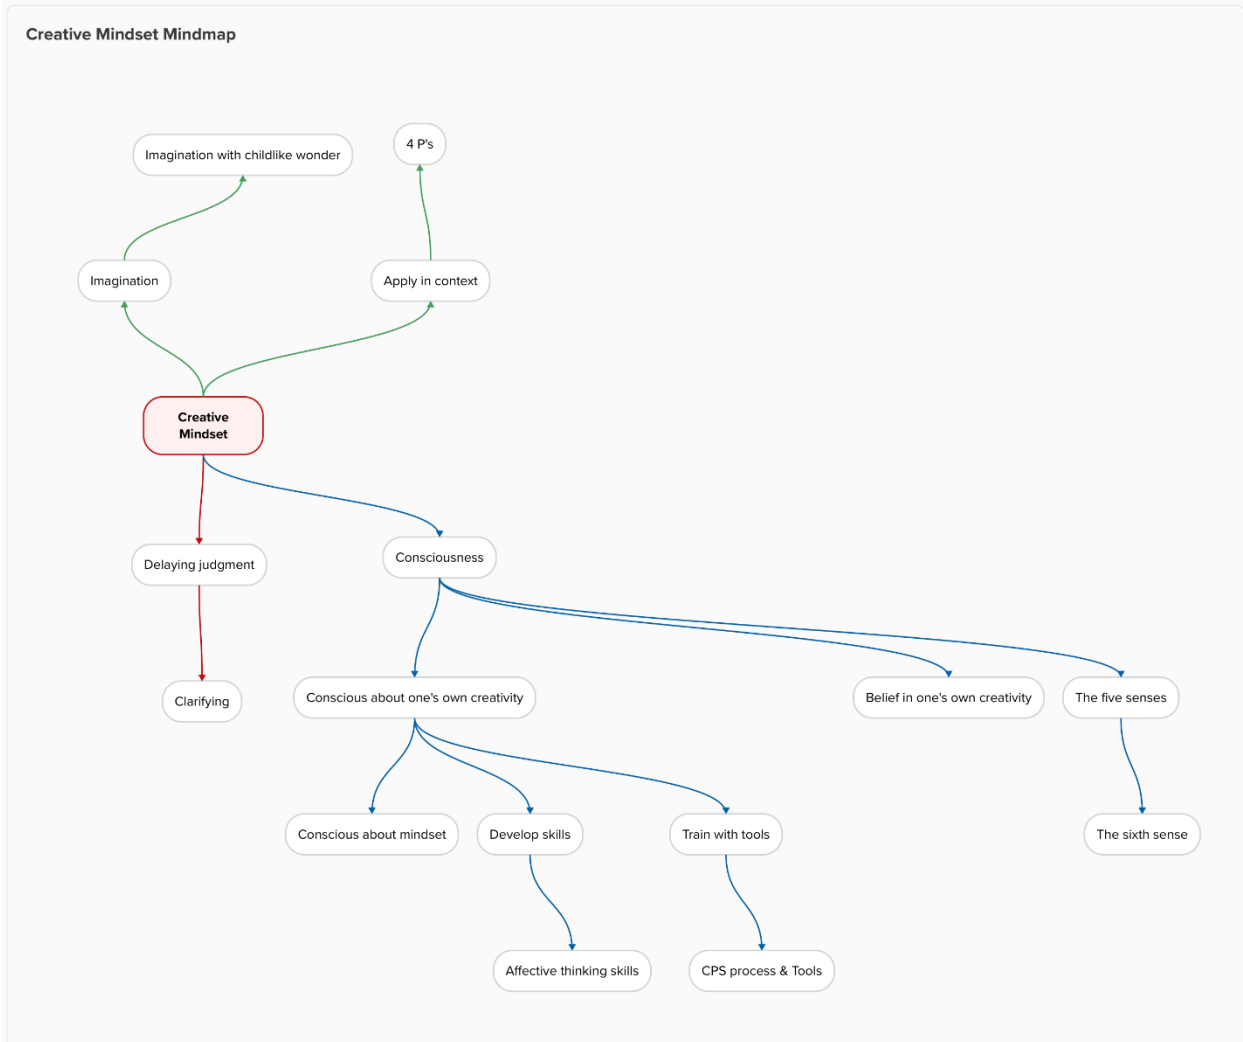 Creative Mindset Mindmap
4 P's
Imagination with childlike wonder
Imagination
Apply in context
Creative
Mindset
Consciousness
Delaying judgment
Conscious about one's own creativity
Belief in one's own creativity
The five senses
Clarifying
Conscious about mindset
Develop skills
Train with tools
The sixth sense
Affective thinking skills
CPS process & Tools